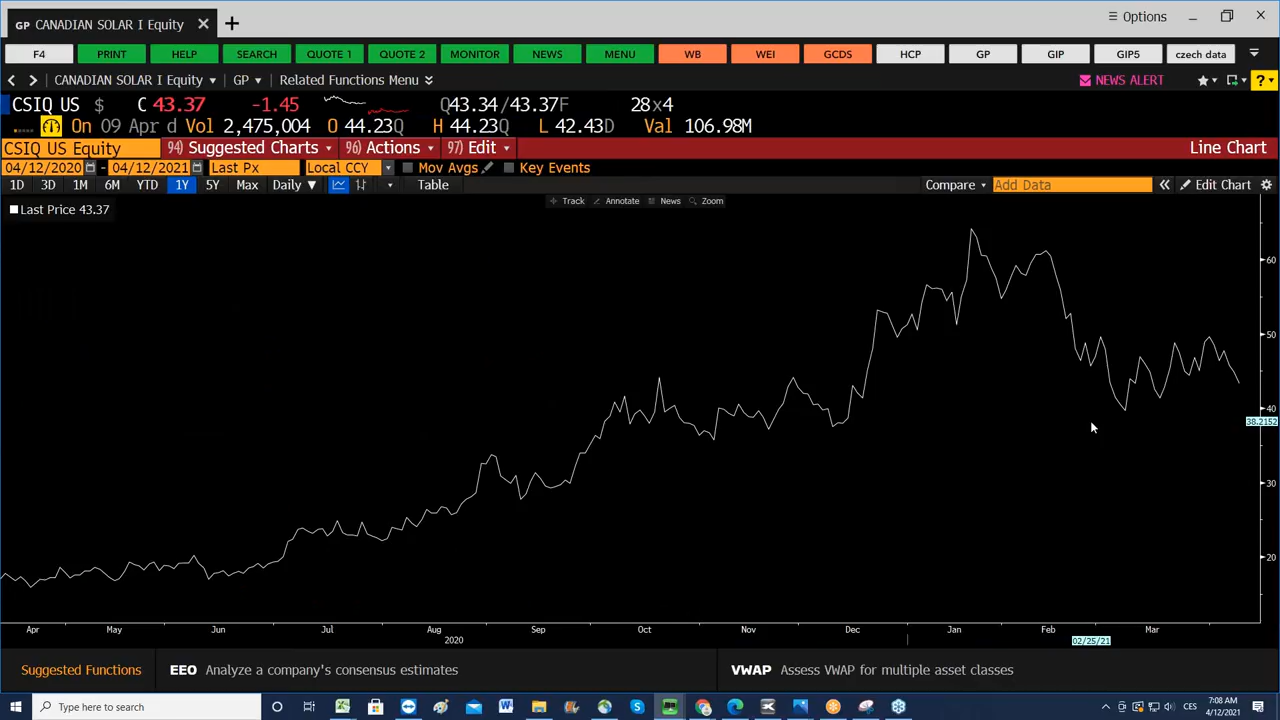 GP CANADIAN SOLAR I Equity
Options
F4 PRINT HELP SEARCH QUOTE 1 QUOTE 2 MONITOR NEWS MENU WB WEI GCDS HCP GP GIP GIP5 czech data
CANADIAN SOLAR I Equity GP Related Functions Menu NEWS ALERT
CSIQ US $ C 43.37 -1.45 Q43.34/43.37F 28x4
On 09 Apr d Vol 2,475,004 O 44.23Q H 44.23Q L 42.43D Val 106.98M
CSIQ US Equity 94) Suggested Charts 96) Actions 97) Edit Line Chart
04/12/2020 - 04/12/2021 Last Px Local CCY Mov Avgs Key Events
1D 3D 1M 6M YTD 1Y 5Y Max Daily Table Compare Add Data Edit Chart
Track Annotate News Zoom
Last Price 43.37
60
50
40
38.2152
30
20
Apr May Jun Jul Aug Sep Oct Nov Dec Jan Feb Mar
2020 02/25/21
Suggested Functions EEO Analyze a company's consensus estimates VWAP Assess VWAP for multiple asset classes
Type here to search
CES
7:08 AM
4/12/2021